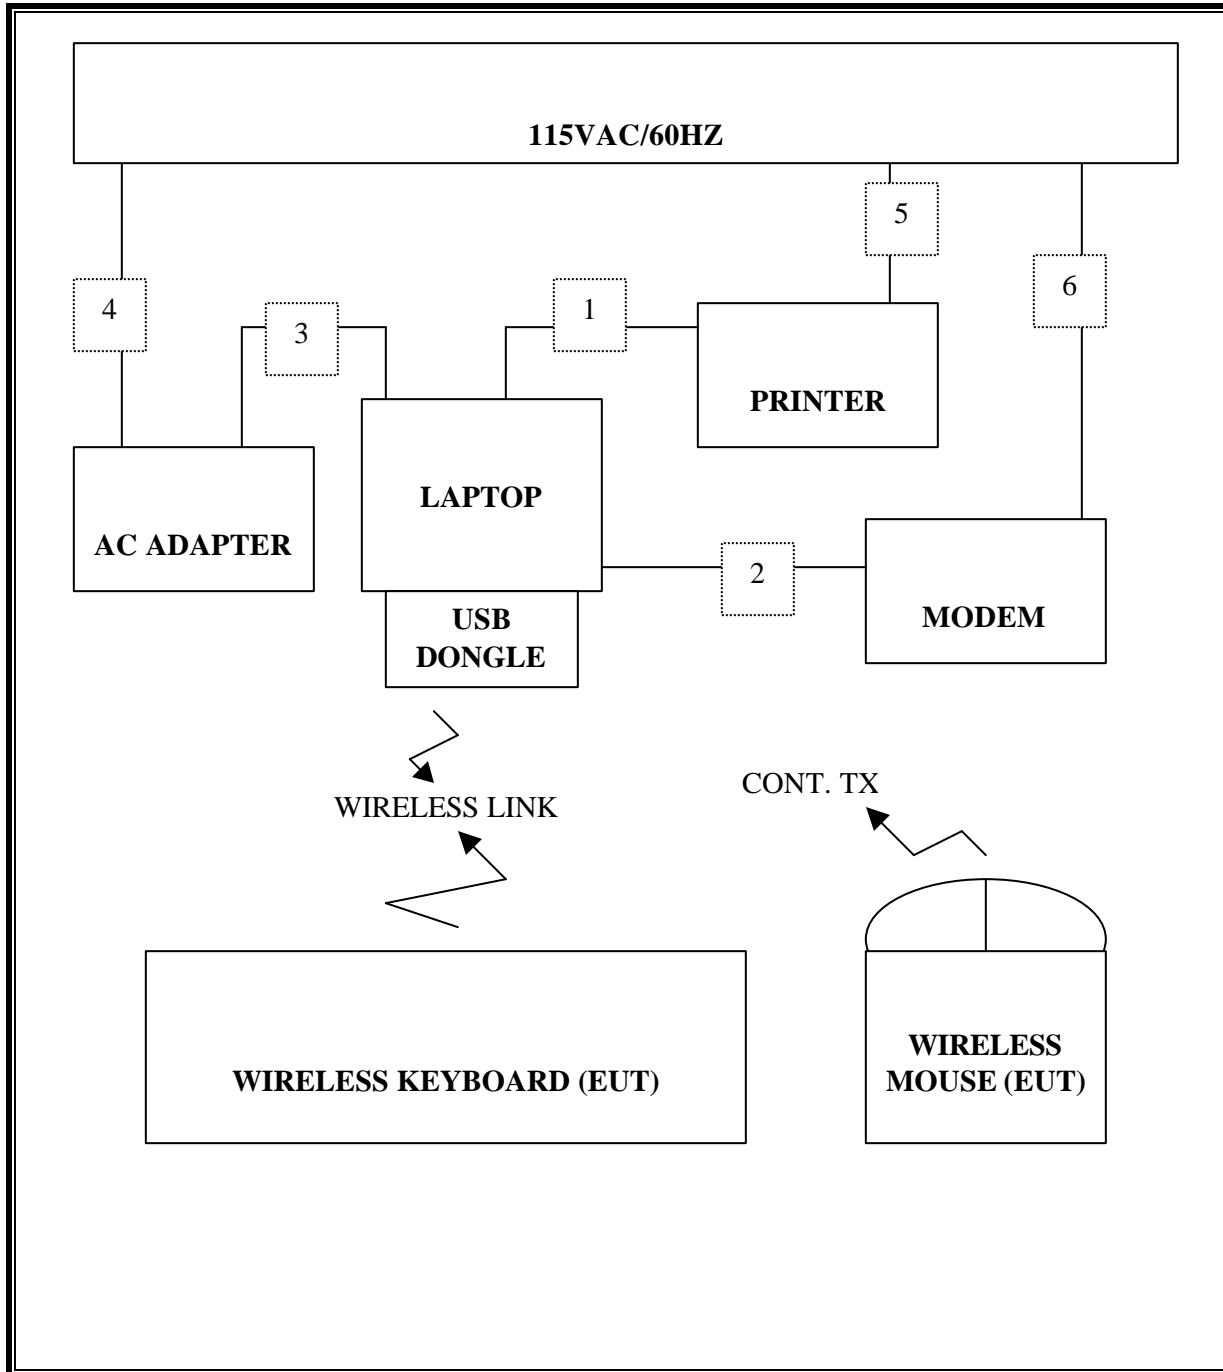 115VAC/60HZ
5
6
4
3
1
PRINTER
LAPTOP
AC ADAPTER
2
USB
DONGLE
MODEM
CONT. TX
WIRELESS LINK
WIRELESS KEYBOARD (EUT)
WIRELESS
MOUSE (EUT)